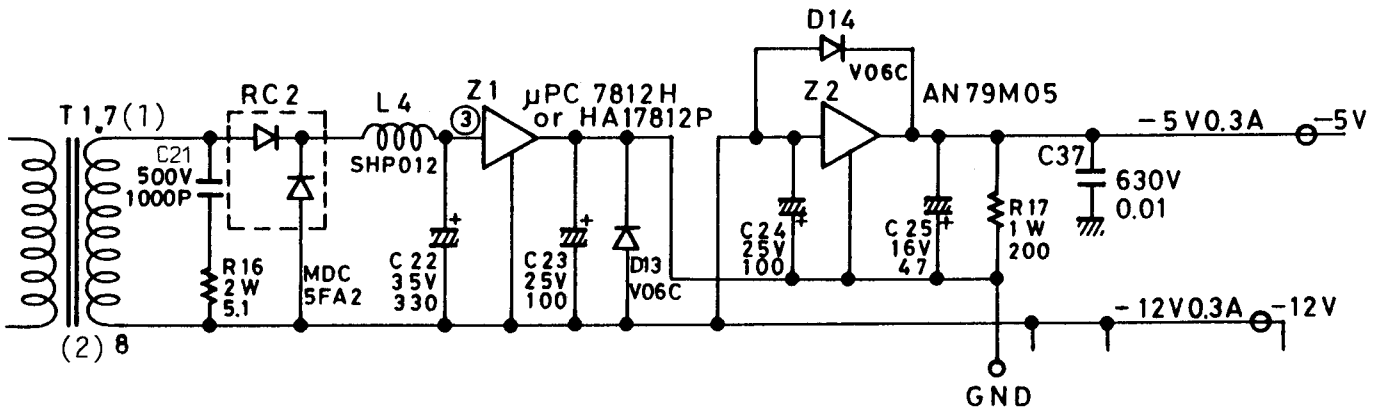 D14
V06C
RC2
T1.7(1)
L4
Z1
③
μPC 7812H
or HA17812P
Z2
AN79M05
C21
500V
1000P
SHP012
-5V0.3A
-5V
C37
630V
0.01
R16
2W
5.1
MDC
5FA2
C22
35V
330
C23
25V
100
D13
V06C
C24
25V
100
C25
16V
47
R17
1W
200
(2) 8
-12V0.3A
-12V
GND
+
+
+
+